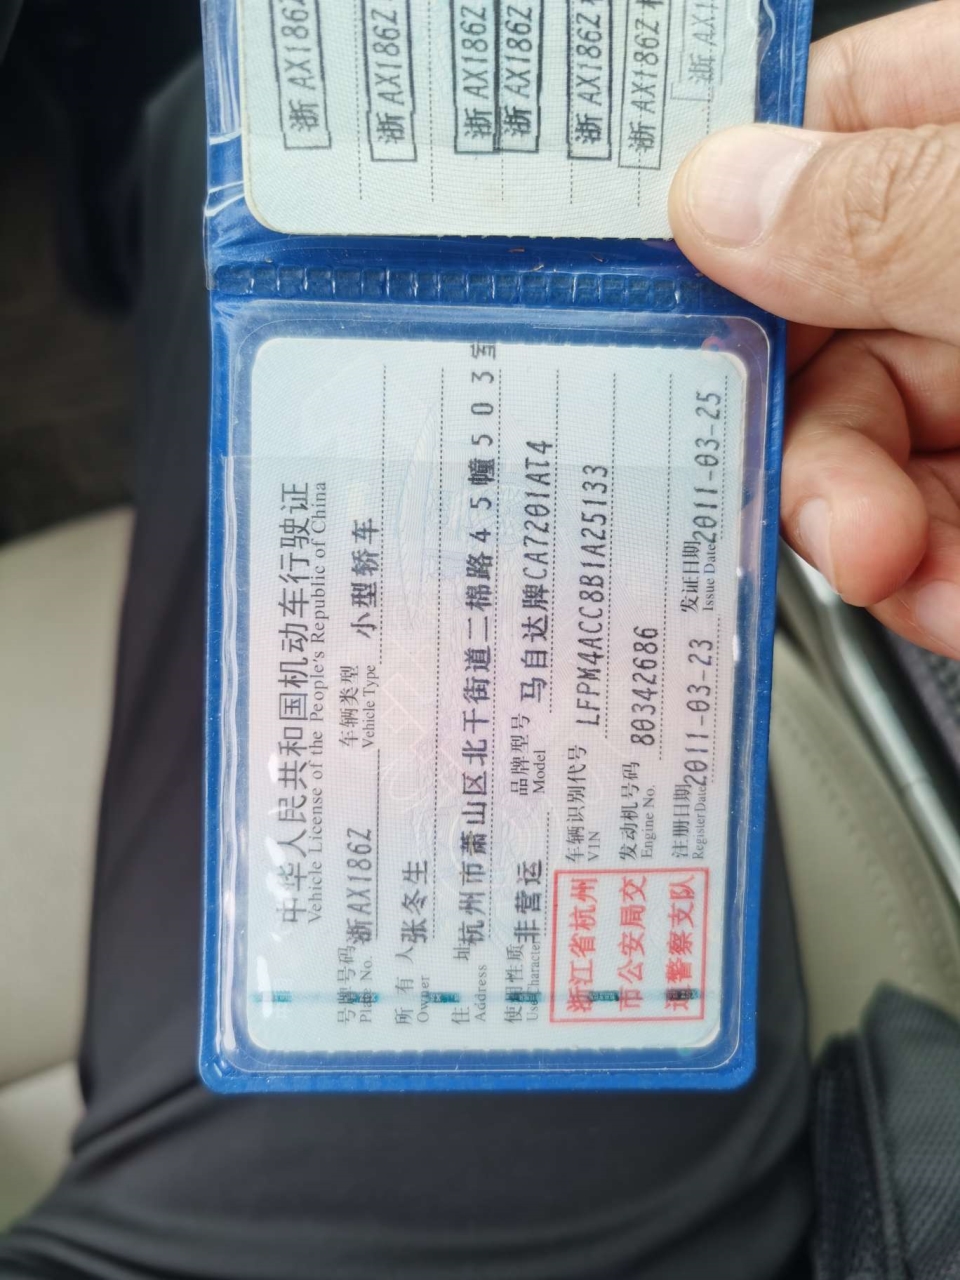 浙AX186Z
浙AX186Z
浙AX186Z
浙AX186Z
浙AX186Z
浙AX186Z
浙AX
中华人民共和国机动车行驶证
Vehicle License of the People's Republic of China
号牌号码 浙AX186Z 车辆类型 小型轿车
Plate No. Vehicle Type
所有人 张冬生
Owner
住址 杭州市萧山区北干街道二棉路45幢503室
Address
使用性质 非营运 品牌型号 马自达牌CA7201AT4
Use Character Model
车辆识别代号 LFPM4ACC8B1A25133
VIN
发动机号码 80342686
Engine No.
注册日期 2011-03-23 发证日期 2011-03-25
Register Date Issue Date
浙江省杭州
市公安局交
通警察支队